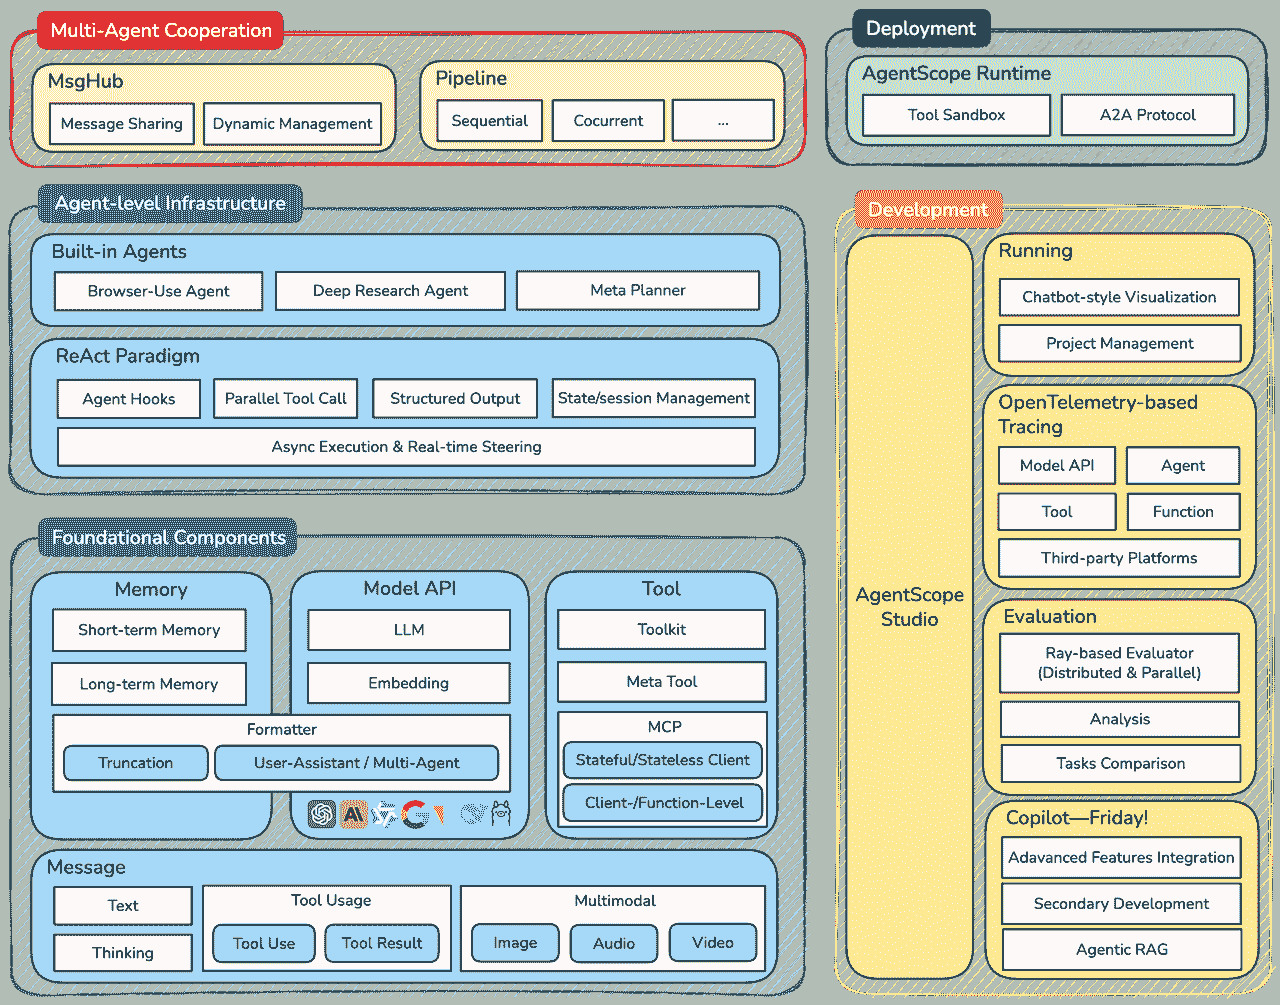 Multi-Agent Cooperation
MsgHub
Message Sharing
Dynamic Management
Pipeline
Sequential
Cocurrent
...
Deployment
AgentScope Runtime
Tool Sandbox
A2A Protocol
Agent-level Infrastructure
Built-in Agents
Browser-Use Agent
Deep Research Agent
Meta Planner
ReAct Paradigm
Agent Hooks
Parallel Tool Call
Structured Output
State/session Management
Async Execution & Real-time Steering
Foundational Components
Memory
Short-term Memory
Long-term Memory
Model API
LLM
Embedding
Formatter
Truncation
User-Assistant / Multi-Agent
AI
Tool
Toolkit
Meta Tool
MCP
Stateful/Stateless Client
Client-/Function-Level
Message
Text
Thinking
Tool Usage
Tool Use
Tool Result
Multimodal
Image
Audio
Video
Development
AgentScope
Studio
Running
Chatbot-style Visualization
Project Management
OpenTelemetry-based
Tracing
Model API
Agent
Tool
Function
Third-party Platforms
Evaluation
Ray-based Evaluator
(Distributed & Parallel)
Analysis
Tasks Comparison
Copilot—Friday!
Adavanced Features Integration
Secondary Development
Agentic RAG